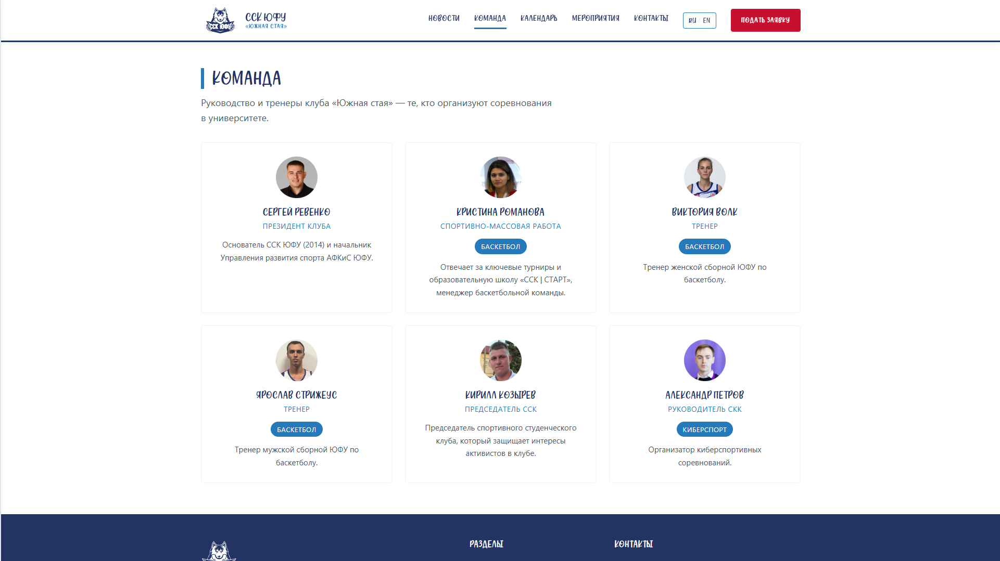 ССК ЮФУ
ССК ЮФУ
«ЮЖНАЯ СТАЯ»
НОВОСТИ
КОМАНДА
КАЛЕНДАРЬ
МЕРОПРИЯТИЯ
КОНТАКТЫ
RU / EN
ПОДАТЬ ЗАЯВКУ
КОМАНДА
Руководство и тренеры клуба «Южная стая» — те, кто организуют соревнования
в университете.
СЕРГЕЙ РЕВЕНКО
ПРЕЗИДЕНТ КЛУБА
Основатель ССК ЮФУ (2014) и начальник
Управления развития спорта АФКиС ЮФУ.
КРИСТИНА РОМАНОВА
СПОРТИВНО-МАССОВАЯ РАБОТА
БАСКЕТБОЛ
Отвечает за ключевые турниры и
образовательную школу «ССК | СТАРТ»,
менеджер баскетбольной команды.
ВИКТОРИЯ ВОЛК
ТРЕНЕР
БАСКЕТБОЛ
Тренер женской сборной ЮФУ по
баскетболу.
ЯРОСЛАВ СТРИЖЕУС
ТРЕНЕР
БАСКЕТБОЛ
Тренер мужской сборной ЮФУ по
баскетболу.
КИРИЛЛ КОЗЫРЕВ
ПРЕДСЕДАТЕЛЬ ССК
Председатель спортивного студенческого
клуба, который защищает интересы
активистов в клубе.
АЛЕКСАНДР ПЕТРОВ
РУКОВОДИТЕЛЬ СКК
КИБЕРСПОРТ
Организатор киберспортивных
соревнований.
РАЗДЕЛЫ
КОНТАКТЫ